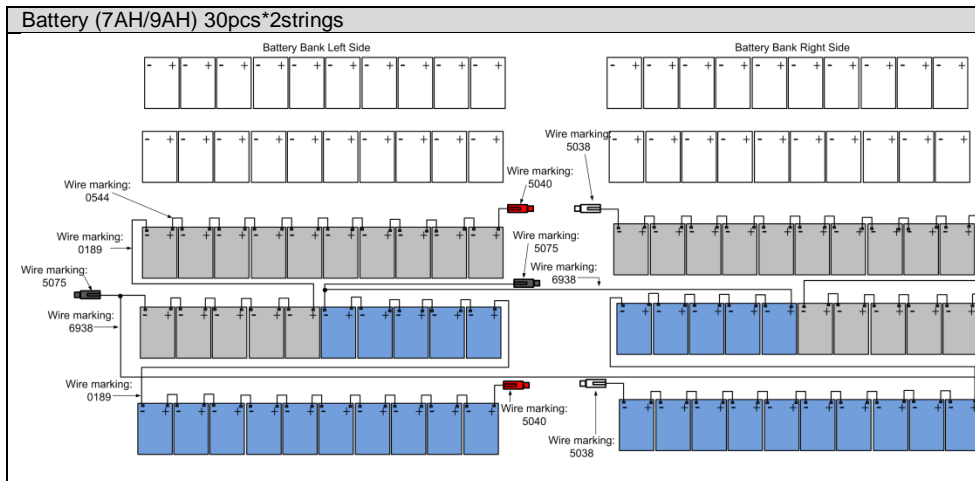 Battery (7AH/9AH) 30pcs*2strings
Battery Bank Left Side
Battery Bank Right Side
- + - + - + - + - + - + - + - + - + - +
- + - + - + - + - + - + - + - + - + - +
- + - + - + - + - + - + - + - + - + - +
- + - + - + - + - + - + - + - + - + - +
Wire marking:
5038
Wire marking:
0544
Wire marking:
5040
Wire marking:
0189
Wire marking:
5075
Wire marking:
5075
Wire marking:
6938
Wire marking:
6938
Wire marking:
0189
Wire marking:
5040
Wire marking:
5038